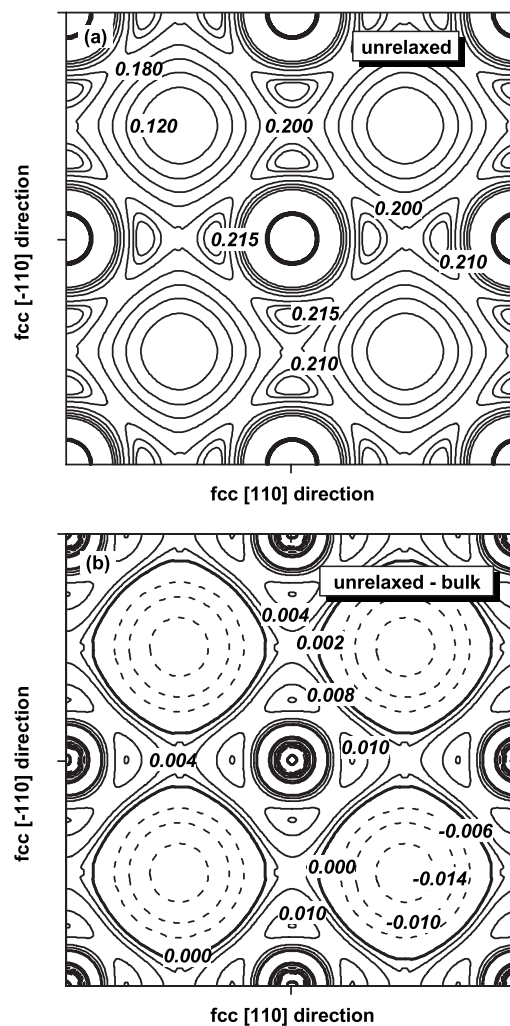 (a)
unrelaxed
0.180
0.120
0.200
0.200
0.215
0.210
0.215
0.210
fcc [-110] direction
fcc [110] direction
(b)
unrelaxed - bulk
0.004
0.002
0.008
0.010
0.004
-0.006
0.000
-0.014
0.010
-0.010
0.000
fcc [-110] direction
fcc [110] direction